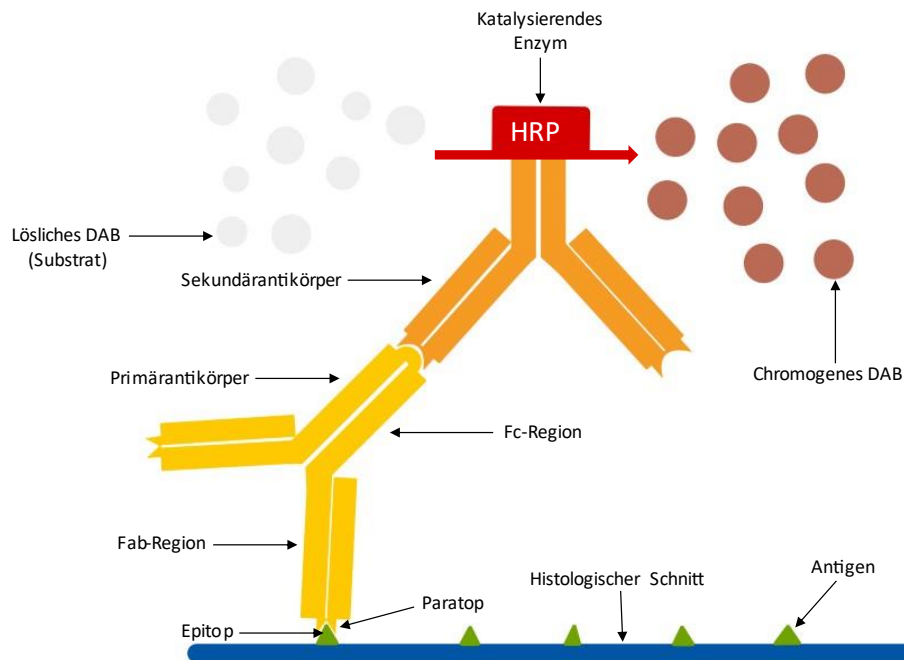 Katalysierendes
Enzym
HRP
Lösliches DAB
(Substrat)
Sekundärantikörper
Chromogenes DAB
Primärantikörper
Fc-Region
Fab-Region
Histologischer Schnitt
Antigen
Paratop
Epitop